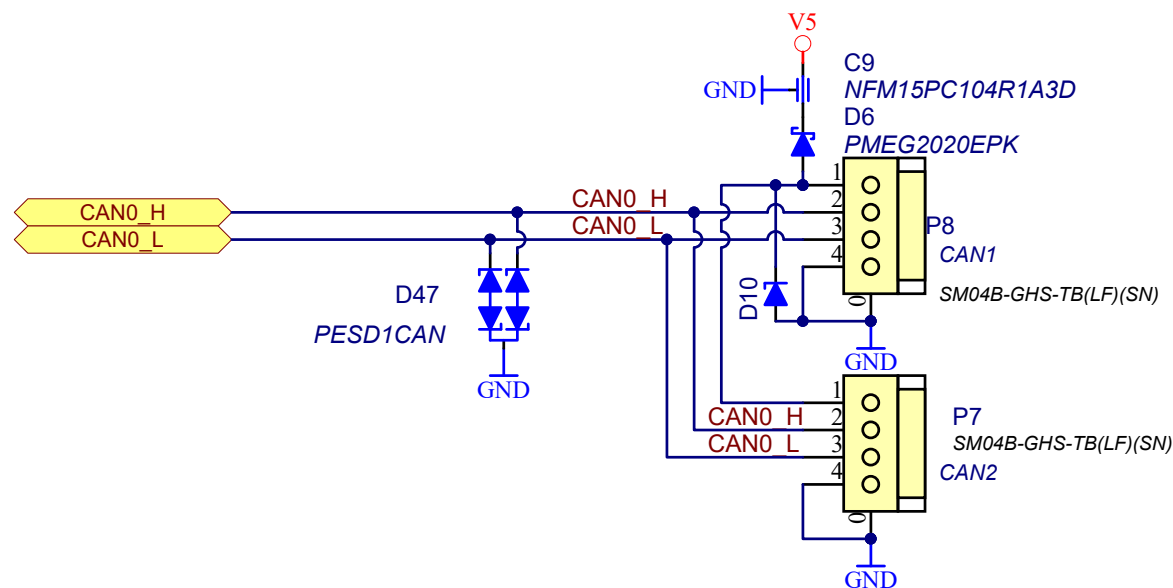 V5
C9
GND
NFM15PC104R1A3D
D6
PMEG2020EPK
1
CAN0_H
CAN0_H
2
CAN0_L
CAN0_L
3
P8
4
CAN1
D47
D10
SM04B-GHS-TB(LF)(SN)
0
PESD1CAN
GND
GND
1
CAN0_H
2
P7
CAN0_L
3
SM04B-GHS-TB(LF)(SN)
4
CAN2
0
GND